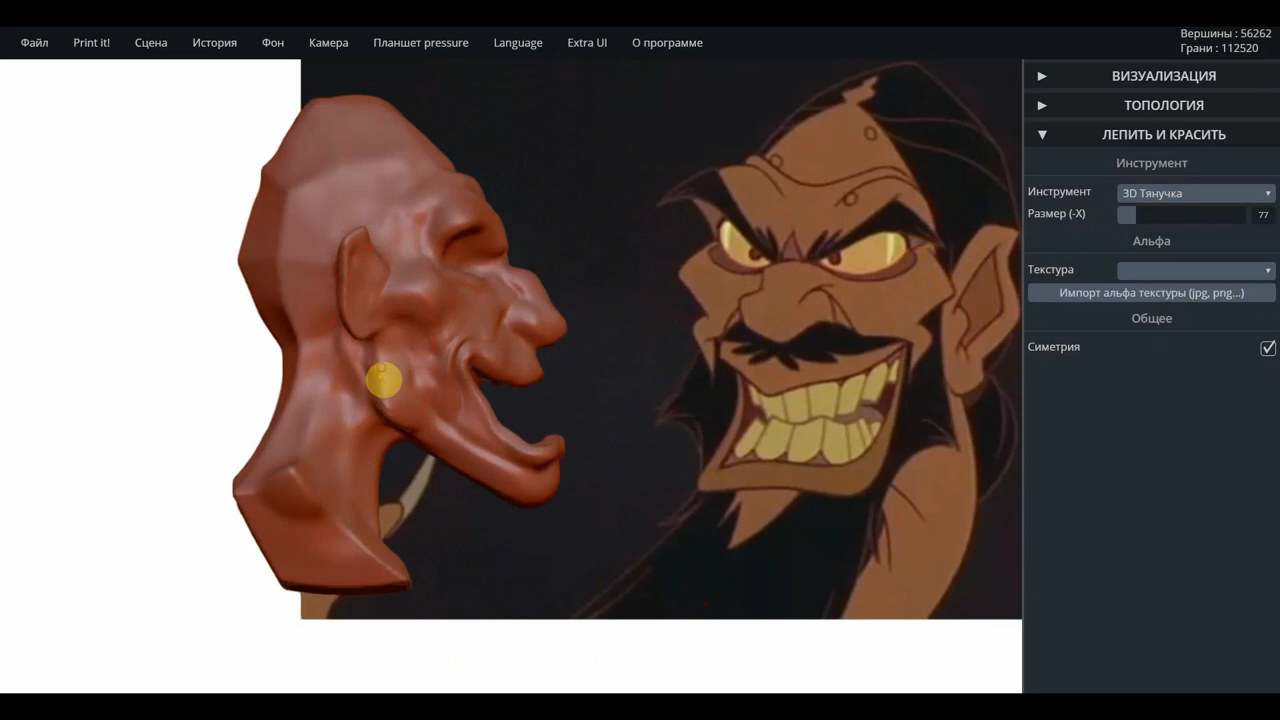 Файл Print it! Сцена История Фон Камера Планшет pressure Language Extra UI О программе
Вершины : 56262
Грани : 112520
ВИЗУАЛИЗАЦИЯ
ТОПОЛОГИЯ
ЛЕПИТЬ И КРАСИТЬ
Инструмент
Инструмент 3D Тянучка
Размер (-X) 77
Альфа
Текстура
Импорт альфа текстуры (jpg, png...)
Общее
Симетрия